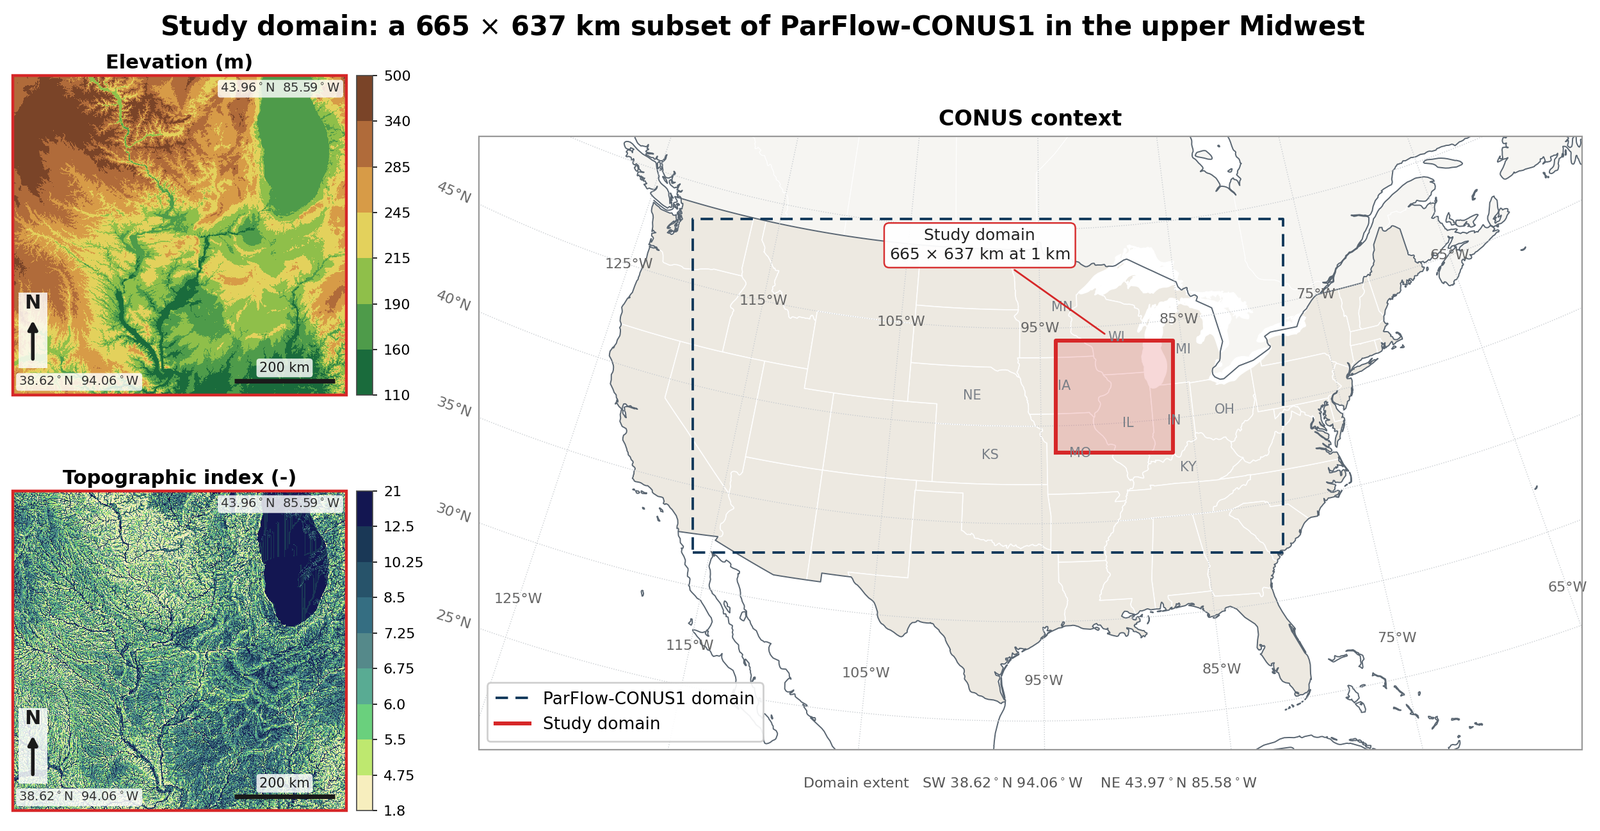 Study domain: a 665 × 637 km subset of ParFlow-CONUS1 in the upper Midwest
Elevation (m)
43.96°N 85.59°W
500
340
285
245
215
190
160
110
N
200 km
38.62°N 94.06°W
Topographic index (-)
43.96°N 85.59°W
21
12.5
10.25
8.5
7.25
6.75
6.0
5.5
4.75
1.8
N
200 km
38.62°N 94.06°W
CONUS context
45°N
40°N
35°N
30°N
25°N
125°W
115°W
105°W
95°W
85°W
75°W
65°W
Study domain
665 × 637 km at 1 km
MN
WI
MI
IA
NE
IL
IN
OH
KS
MO
KY
125°W
115°W
105°W
95°W
85°W
75°W
65°W
ParFlow-CONUS1 domain
Study domain
Domain extent SW 38.62°N 94.06°W NE 43.97°N 85.58°W